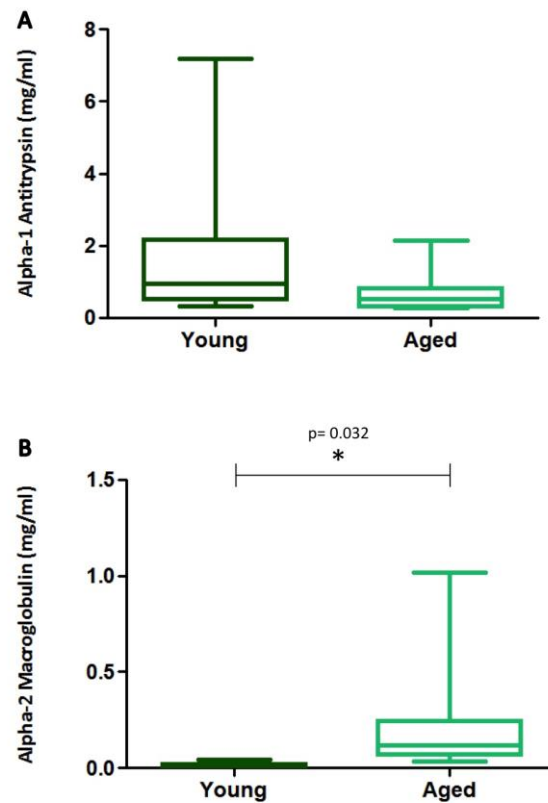 A
Alpha-1 Antitrypsin (mg/ml)
8
6
4
2
0
Young Aged
B
p= 0.032
*
Alpha-2 Macroglobulin (mg/ml)
1.5
1.0
0.5
0.0
Young Aged